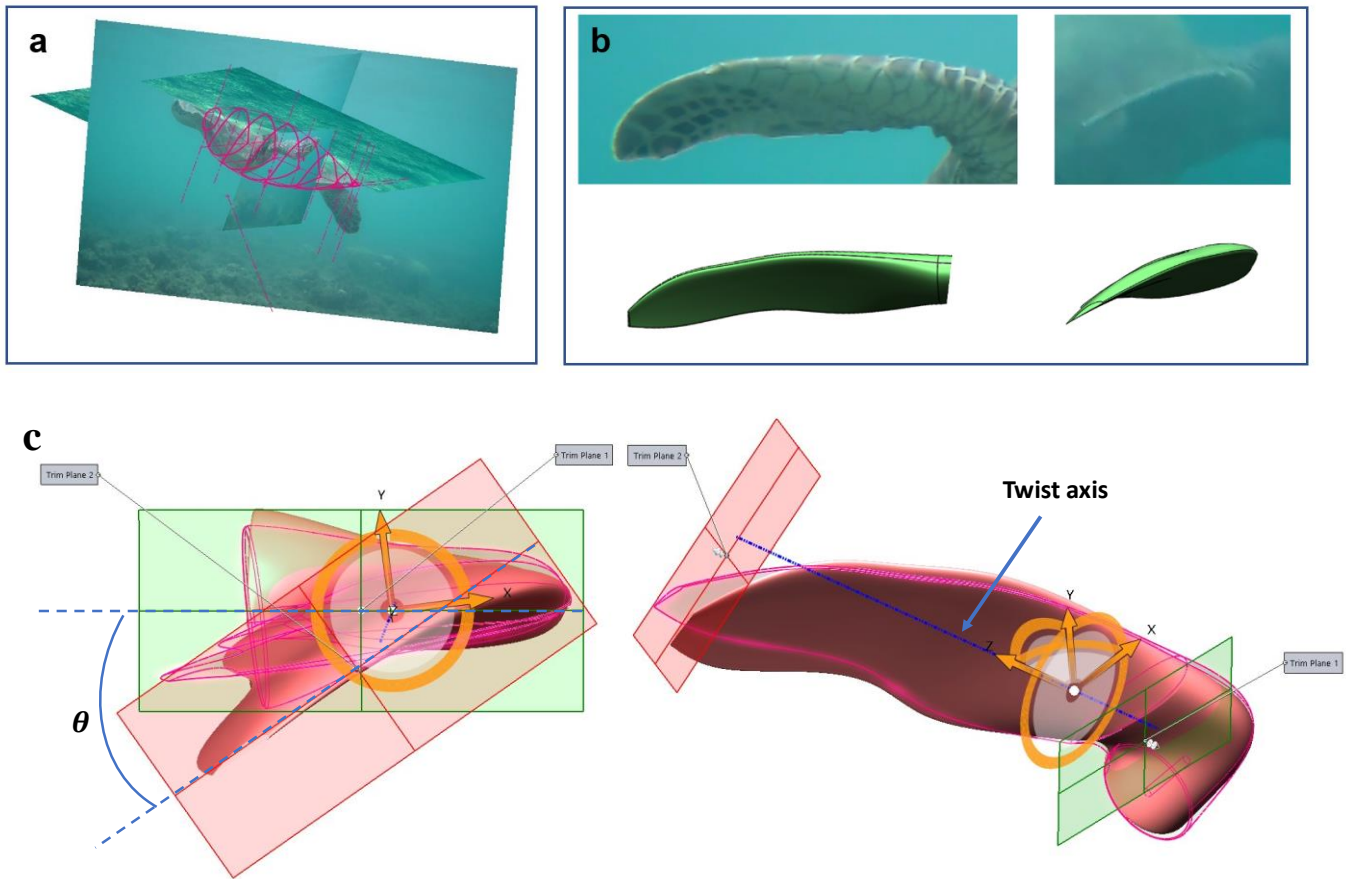 a
b
c
Trim Plane 2
Trim Plane 1
Y
X
Z
θ
Trim Plane 2
Twist axis
Y
X
Z
Trim Plane 1